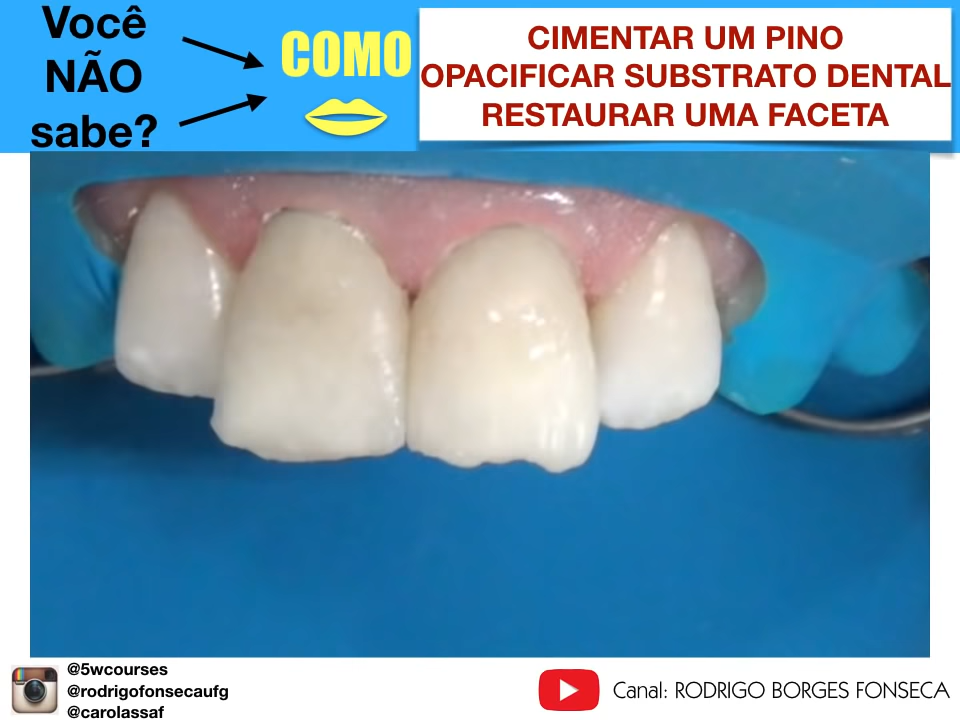 Você
NÃO
sabe?
COMO
CIMENTAR UM PINO
OPACIFICAR SUBSTRATO DENTAL
RESTAURAR UMA FACETA
@5wcourses
@rodrigofonsecaufg
@carolassaf
Canal: RODRIGO BORGES FONSECA